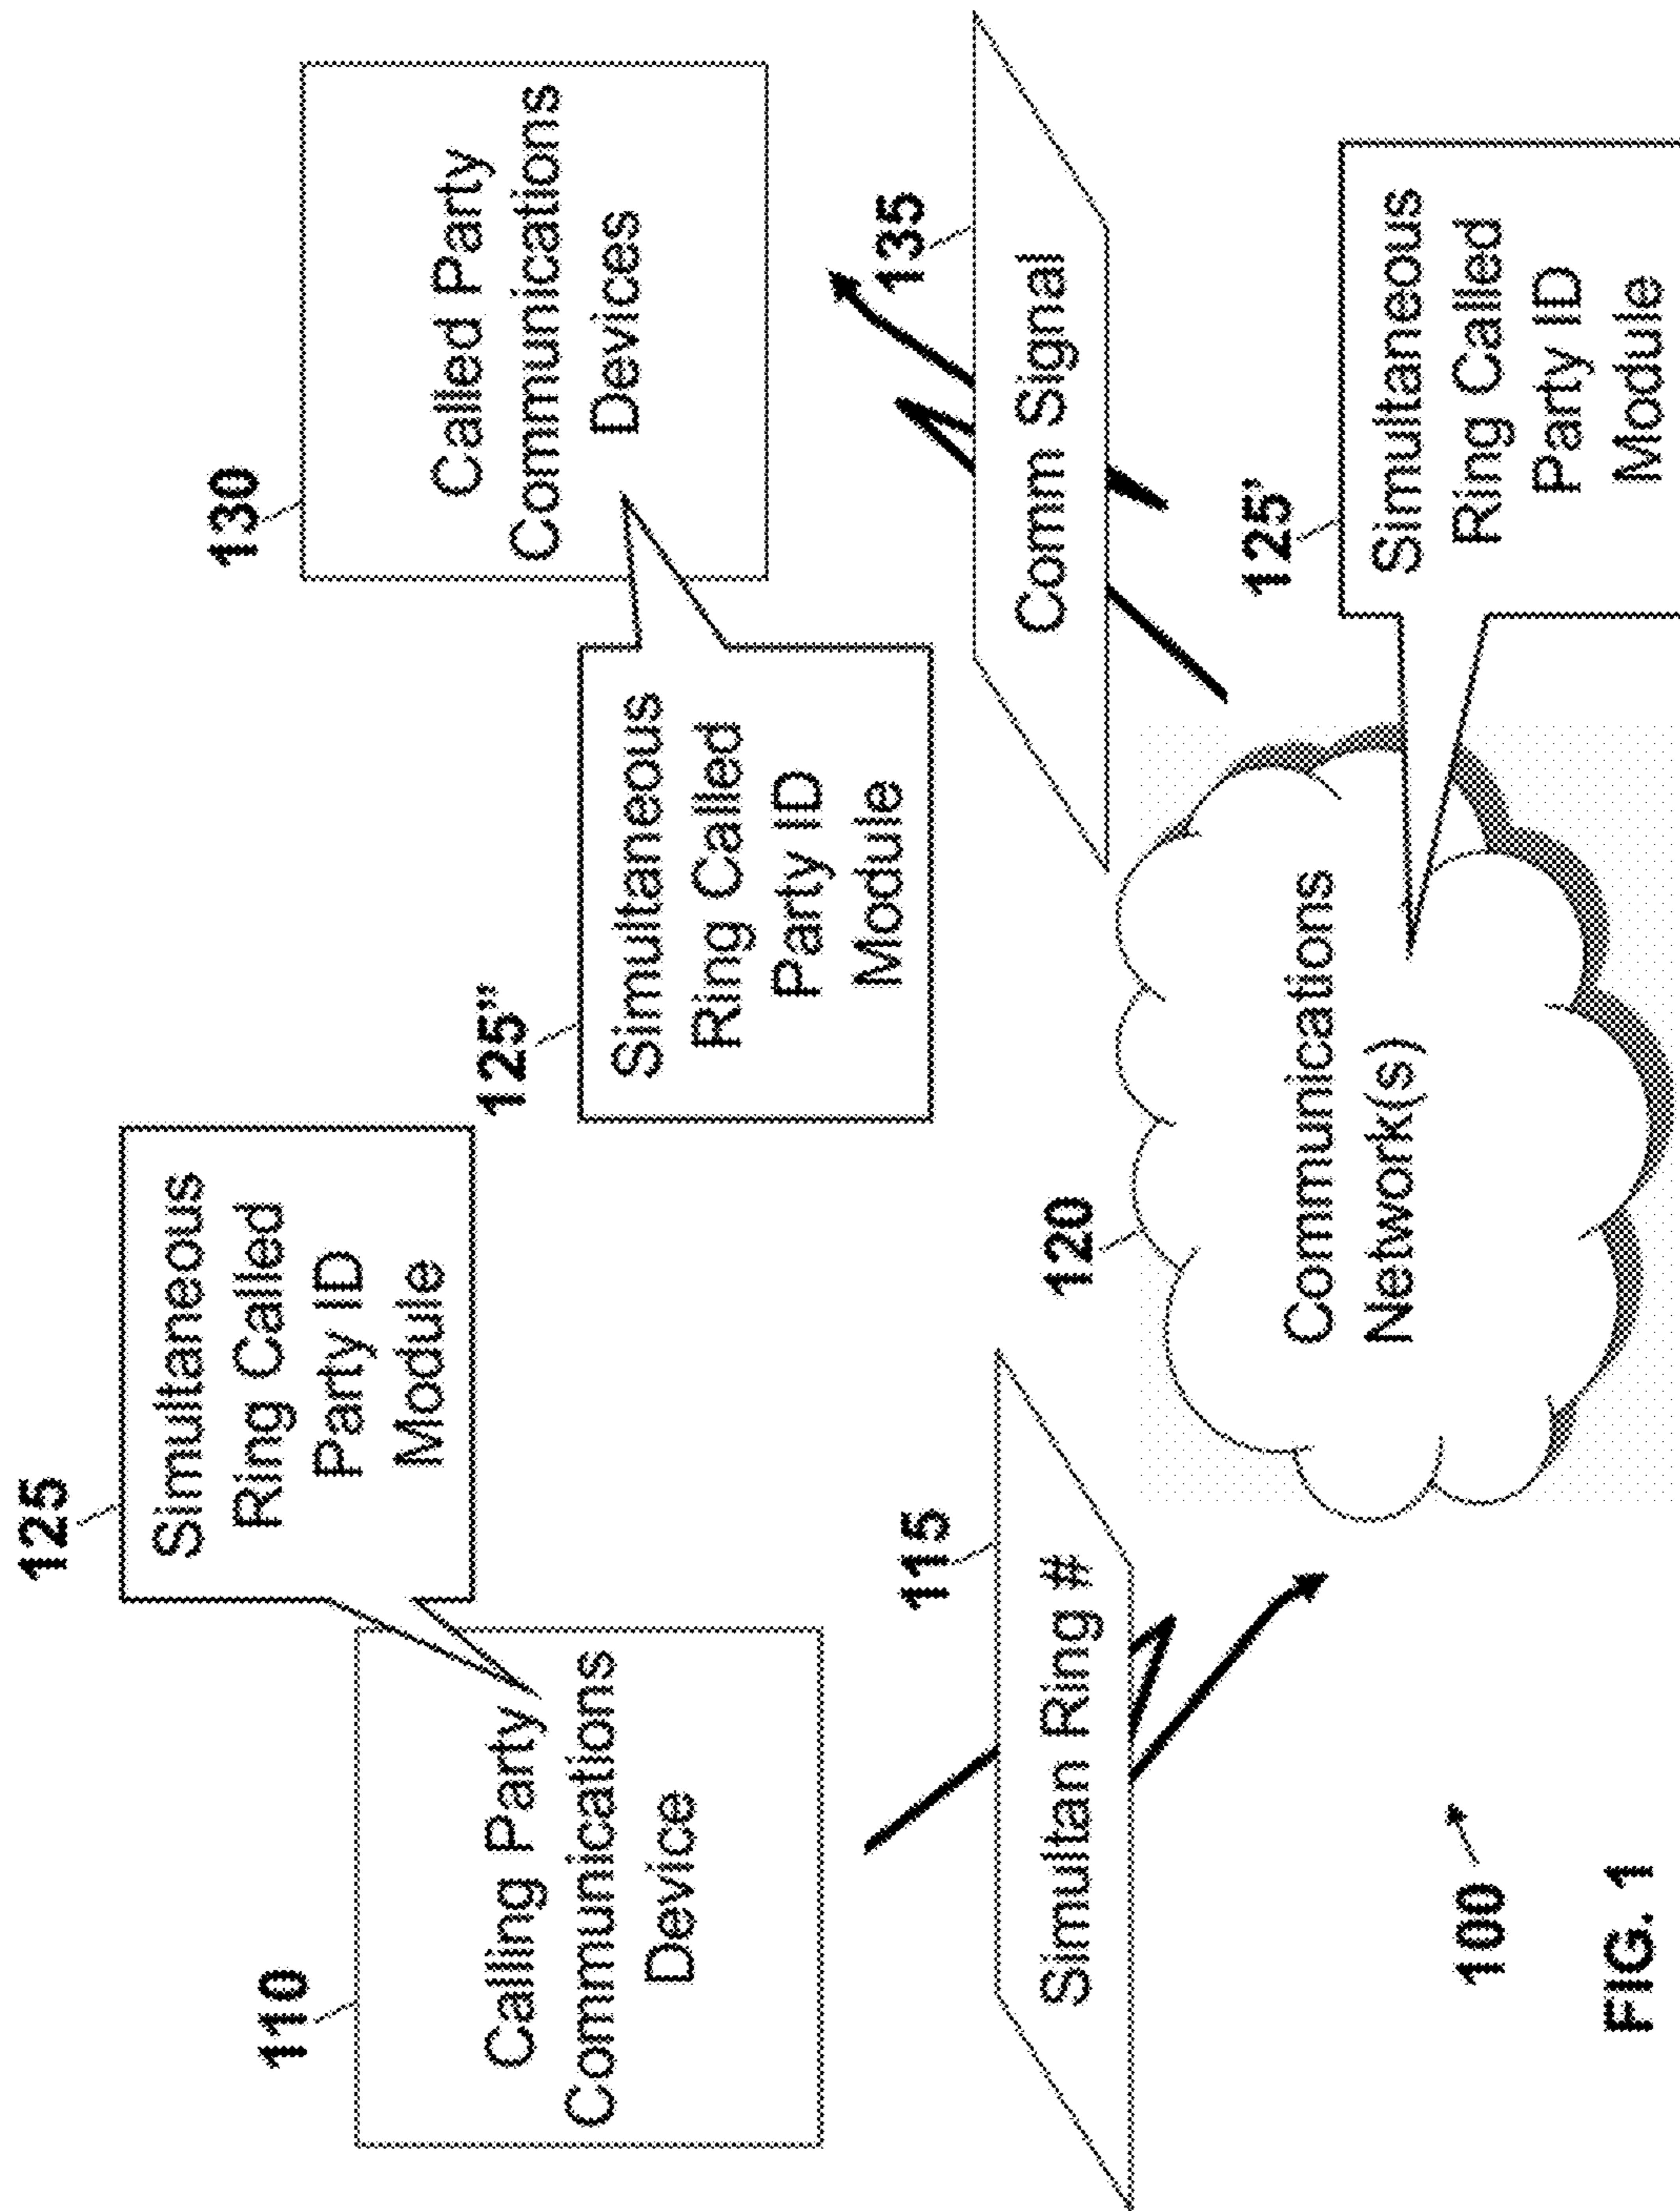 125
Simultaneous
Ring Called
Party ID
Module
110
Calling Party
Communications
Device
130
Called Party
Communications
Devices
125"
Simultaneous
Ring Called
Party ID
Module
115
Simultan Ring #
135
Comm Signal
120
Communications
Network(s)
125'
Simultaneous
Ring Called
Party ID
Module
100
FIG. 1